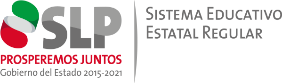 SLP
PROSPEREMOS JUNTOS
Gobierno del Estado 2015-2021
SISTEMA EDUCATIVO
ESTATAL REGULAR